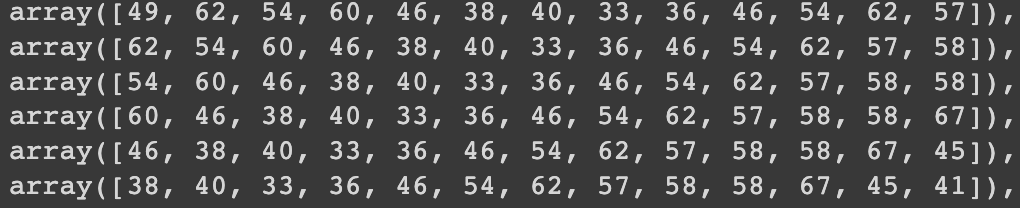 array([49, 62, 54, 60, 46, 38, 40, 33, 36, 46, 54, 62, 57]),
array([62, 54, 60, 46, 38, 40, 33, 36, 46, 54, 62, 57, 58]),
array([54, 60, 46, 38, 40, 33, 36, 46, 54, 62, 57, 58, 58]),
array([60, 46, 38, 40, 33, 36, 46, 54, 62, 57, 58, 58, 67]),
array([46, 38, 40, 33, 36, 46, 54, 62, 57, 58, 58, 67, 45]),
array([38, 40, 33, 36, 46, 54, 62, 57, 58, 58, 67, 45, 41]),